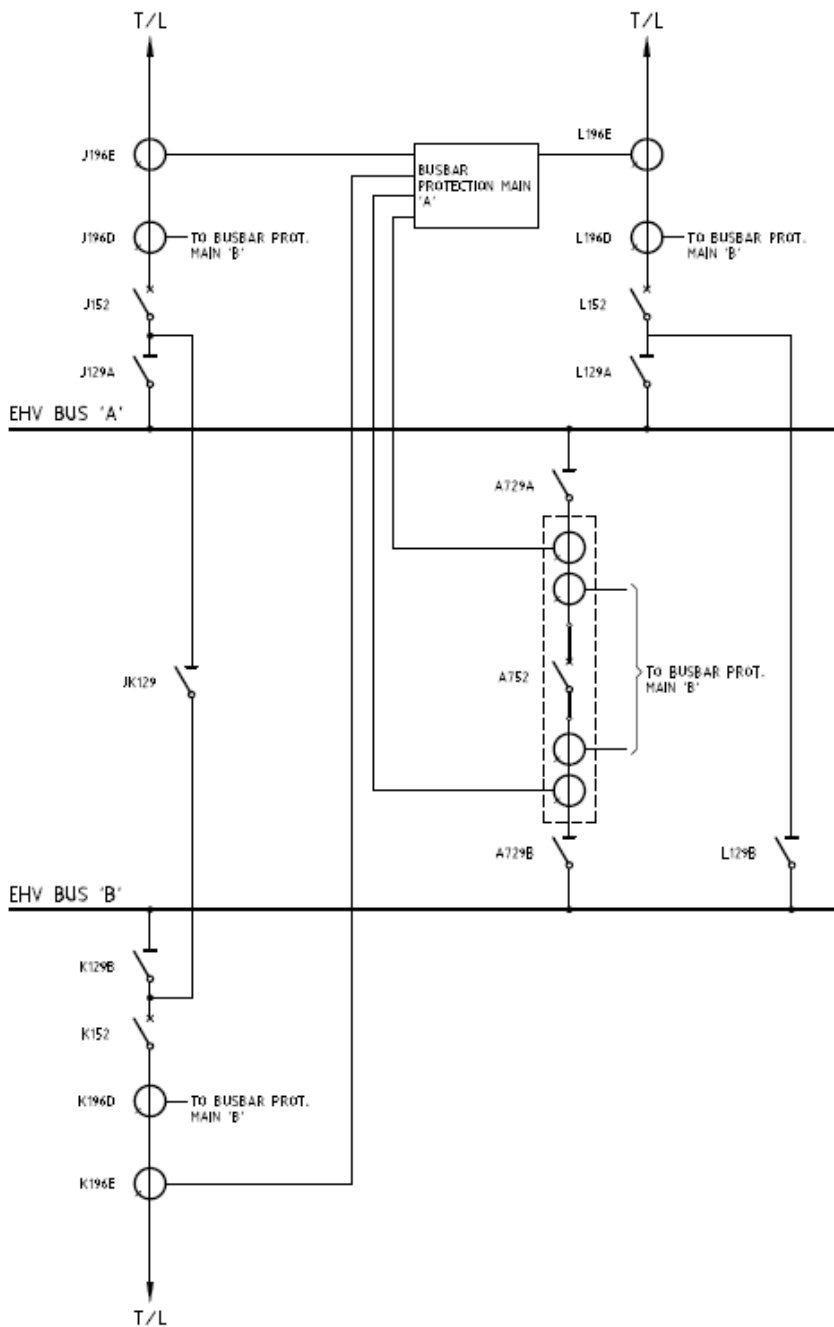 T/L
T/L
J196E
BUSBAR
PROTECTION MAIN
'A'
L196E
J196D
TO BUSBAR PROT.
MAIN 'B'
L196D
TO BUSBAR PROT.
MAIN 'B'
J152
L152
J129A
L129A
EHV BUS 'A'
A729A
JK129
A752
TO BUSBAR PROT.
MAIN 'B'
A729B
L129B
EHV BUS 'B'
K129B
K152
K196D
TO BUSBAR PROT.
MAIN 'B'
K196E
T/L